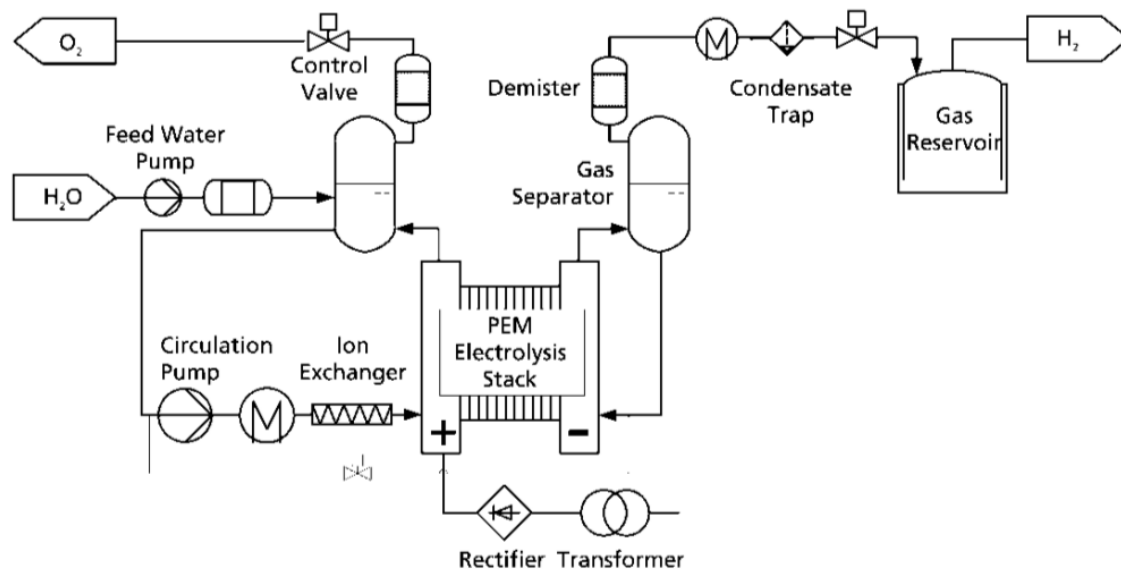 O₂
Control
Valve
Demister
Condensate
Trap
H₂
Gas
Reservoir
Feed Water
Pump
H₂O
Gas
Separator
PEM
Electrolysis
Stack
Circulation
Pump
Ion
Exchanger
+
-
Rectifier
Transformer
M
M